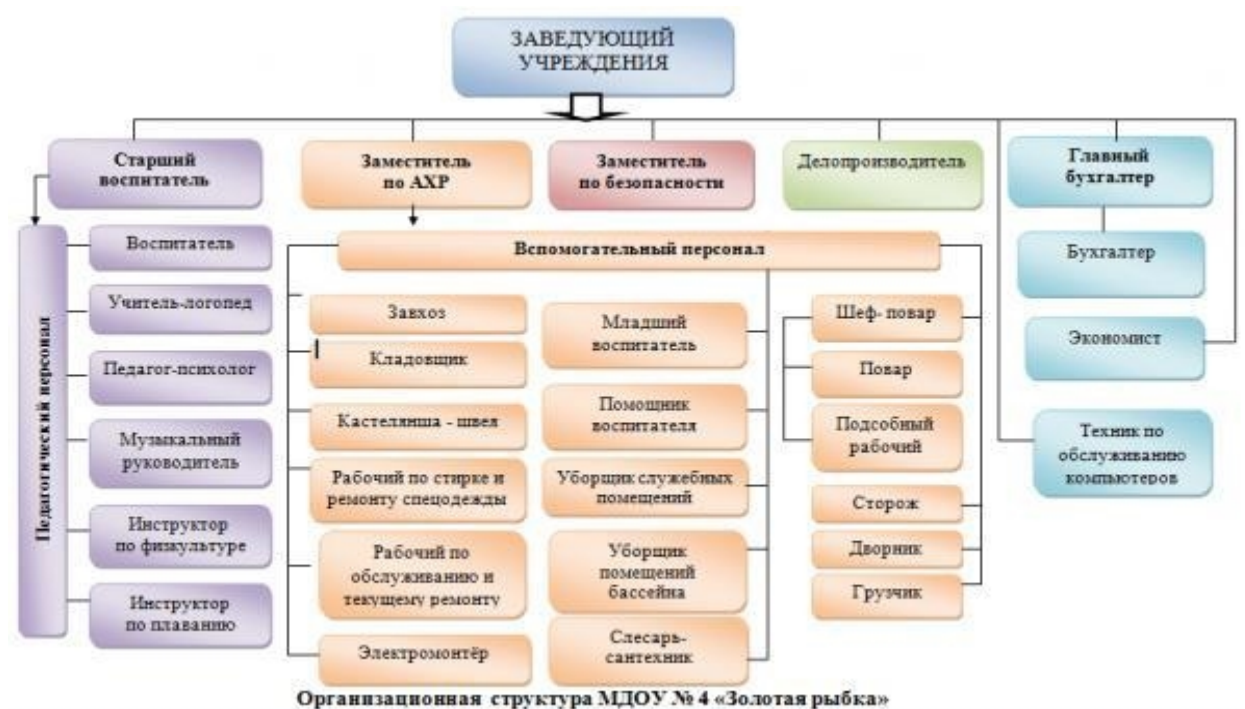 ЗАВЕДУЮЩИЙ
УЧРЕЖДЕНИЯ
Старший
воспитатель
Заместитель
по АХР
Заместитель
по безопасности
Делопроизводитель
Главный
бухгалтер
Педагогический персонал
Воспитатель
Учитель-логопед
Педагог-психолог
Музыкальный
руководитель
Инструктор
по физкультуре
Инструктор
по плаванию
Вспомогательный персонал
Завхоз
Кладовщик
Кастелянша - швея
Рабочий по стирке и
ремонту спецодежды
Рабочий по
обслуживанию и
текущему ремонту
Электромонтёр
Младший
воспитатель
Помощник
воспитателя
Уборщик служебных
помещений
Уборщик
помещений
бассейна
Слесарь-
сантехник
Шеф- повар
Повар
Подсобный
рабочий
Сторож
Дворник
Грузчик
Бухгалтер
Экономист
Техник по
обслуживанию
компьютеров
Организационная структура МДОУ № 4 «Золотая рыбка»